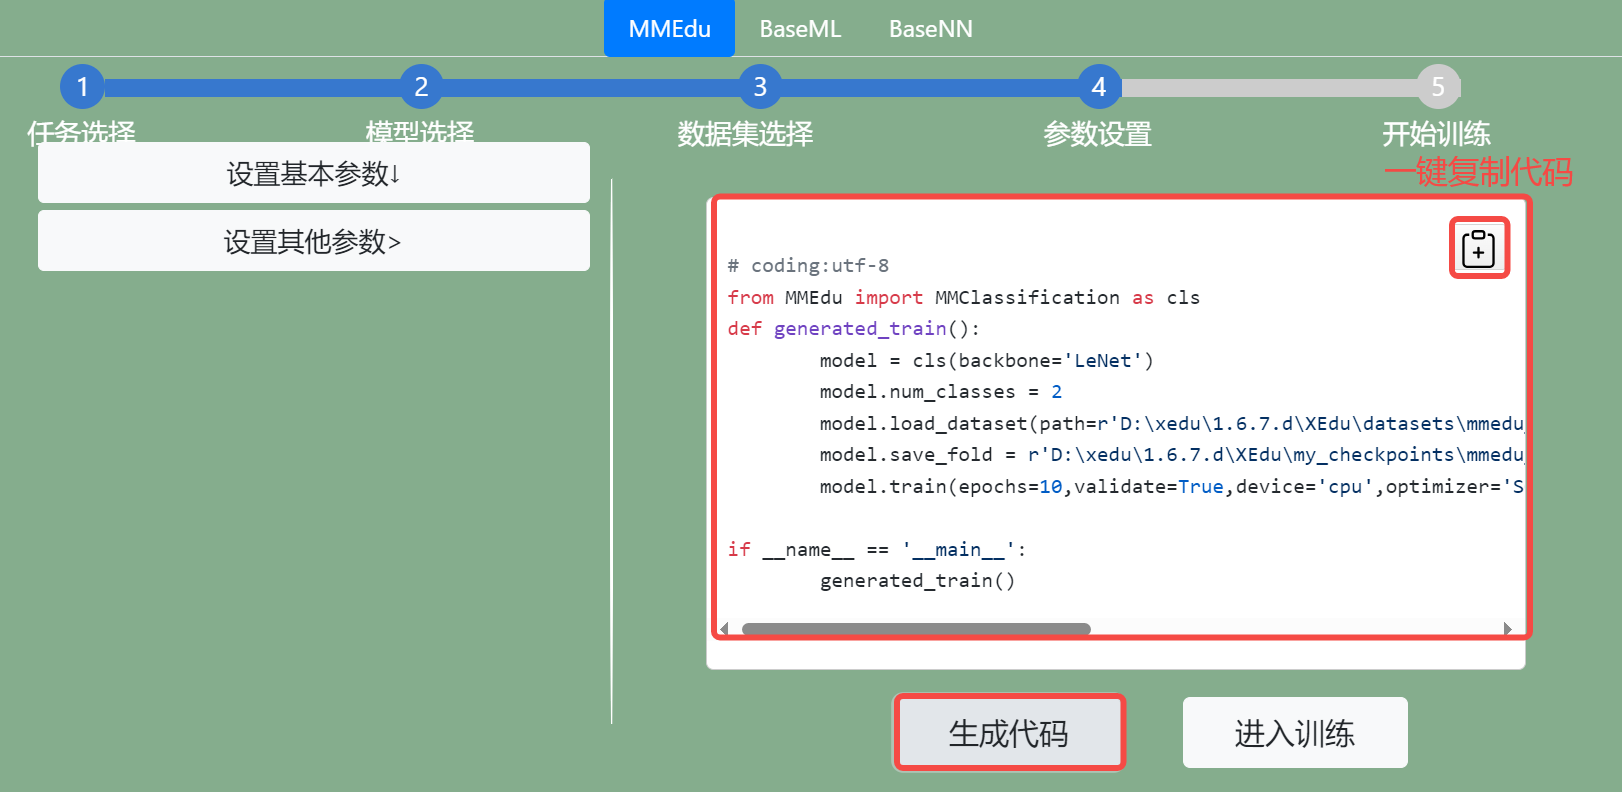 MMEdu BaseML BaseNN
1 2 3 4 5
任务选择 模型选择 数据集选择 参数设置 开始训练
一键复制代码
设置基本参数↓
设置其他参数>
# coding:utf-8
from MMEdu import MMClassification as cls
def generated_train():
model = cls(backbone='LeNet')
model.num_classes = 2
model.load_dataset(path=r'D:\xedu\1.6.7.d\XEdu\datasets\mmedu_
model.save_fold = r'D:\xedu\1.6.7.d\XEdu\my_checkpoints\mmedu_
model.train(epochs=10,validate=True,device='cpu',optimizer='S
if __name__ == '__main__':
generated_train()
生成代码 进入训练